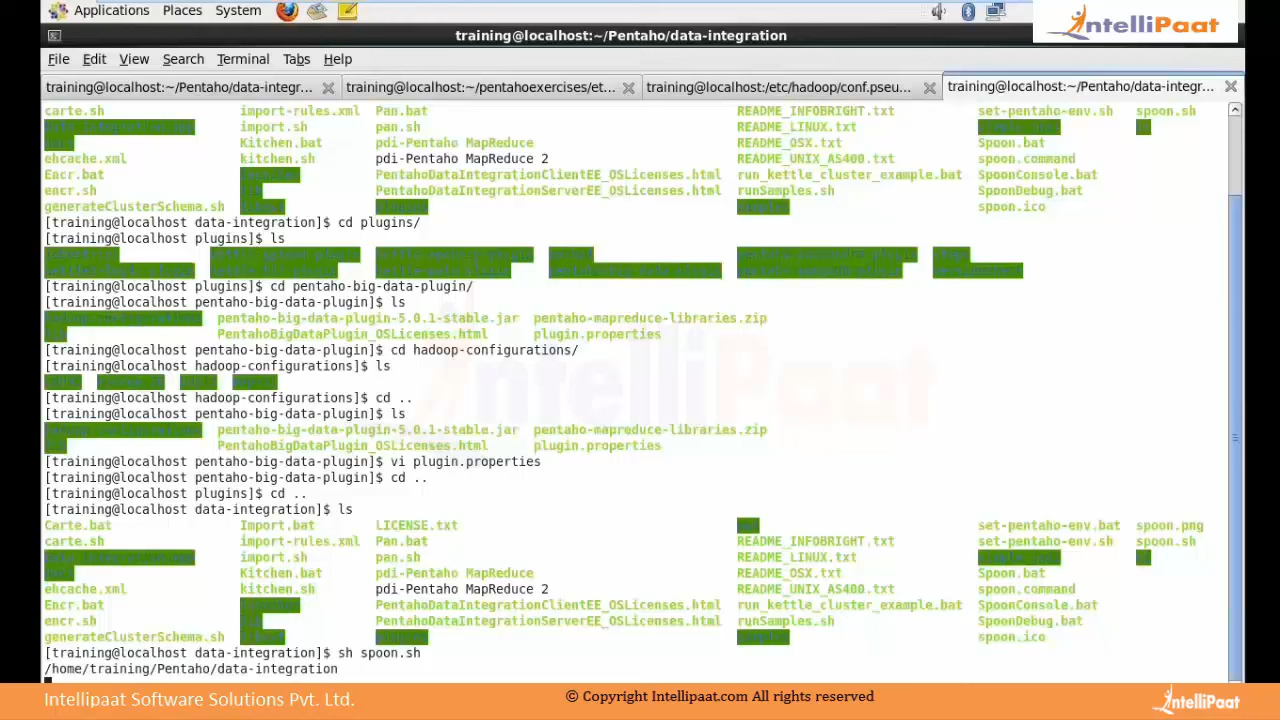 Applications Places System
IntelliPaat
training@localhost:~/Pentaho/data-integration
File Edit View Search Terminal Tabs Help
training@localhost:~/Pentaho/data-integr... training@localhost:~/pentahoexercises/et... training@localhost:/etc/hadoop/conf.pseu... training@localhost:~/Pentaho/data-integr...
carte.sh import-rules.xml Pan.bat README_INFOBRIGHT.txt set-pentaho-env.sh spoon.sh
import.sh pan.sh README_LINUX.txt
Kitchen.bat pdi-Pentaho MapReduce README_OSX.txt Spoon.bat
ehcache.xml kitchen.sh pdi-Pentaho MapReduce 2 README_UNIX_AS400.txt spoon.command
Encr.bat PentahoDataIntegrationClientEE_OSLicenses.html run_kettle_cluster_example.bat SpoonConsole.bat
encr.sh PentahoDataIntegrationServerEE_OSLicenses.html runSamples.sh SpoonDebug.bat
generateClusterSchema.sh spoon.ico
[training@localhost data-integration]$ cd plugins/
[training@localhost plugins]$ ls
[training@localhost plugins]$ cd pentaho-big-data-plugin/
[training@localhost pentaho-big-data-plugin]$ ls
pentaho-big-data-plugin-5.0.1-stable.jar pentaho-mapreduce-libraries.zip
PentahoBigDataPlugin_OSLicenses.html plugin.properties
[training@localhost pentaho-big-data-plugin]$ cd hadoop-configurations/
[training@localhost hadoop-configurations]$ ls
[training@localhost hadoop-configurations]$ cd ..
[training@localhost pentaho-big-data-plugin]$ ls
pentaho-big-data-plugin-5.0.1-stable.jar pentaho-mapreduce-libraries.zip
PentahoBigDataPlugin_OSLicenses.html plugin.properties
[training@localhost pentaho-big-data-plugin]$ vi plugin.properties
[training@localhost pentaho-big-data-plugin]$ cd ..
[training@localhost plugins]$ cd ..
[training@localhost data-integration]$ ls
Carte.bat Import.bat LICENSE.txt set-pentaho-env.bat spoon.png
carte.sh import-rules.xml Pan.bat README_INFOBRIGHT.txt set-pentaho-env.sh spoon.sh
import.sh pan.sh README_LINUX.txt
Kitchen.bat pdi-Pentaho MapReduce README_OSX.txt Spoon.bat
ehcache.xml kitchen.sh pdi-Pentaho MapReduce 2 README_UNIX_AS400.txt spoon.command
Encr.bat PentahoDataIntegrationClientEE_OSLicenses.html run_kettle_cluster_example.bat SpoonConsole.bat
encr.sh PentahoDataIntegrationServerEE_OSLicenses.html runSamples.sh SpoonDebug.bat
generateClusterSchema.sh spoon.ico
[training@localhost data-integration]$ sh spoon.sh
/home/training/Pentaho/data-integration
Intellipaat Software Solutions Pvt. Ltd. © Copyright Intellipaat.com All rights reserved IntelliPaat